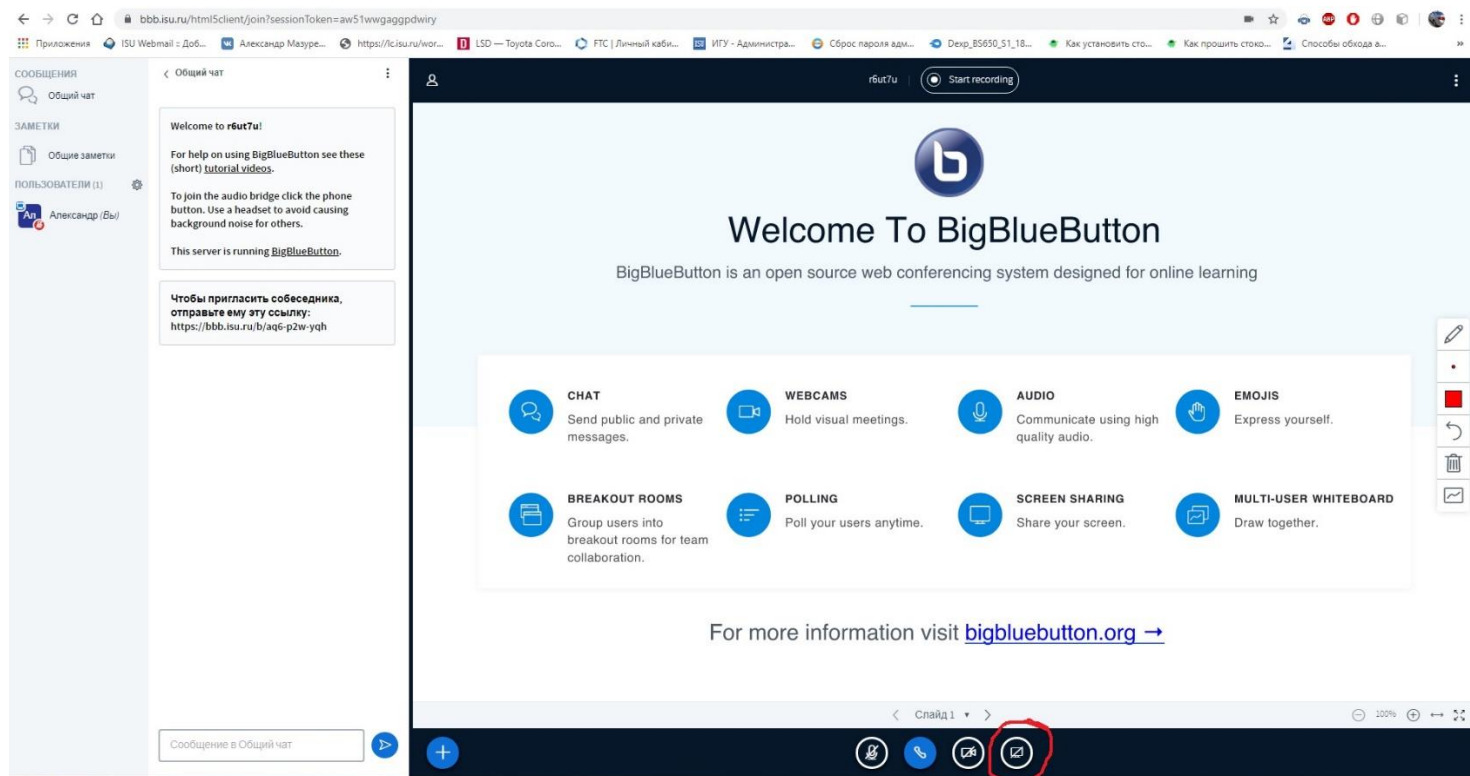 bbb.isu.ru/html5client/join?sessionToken=aw51wwgaggpdwiry
ABP
Приложения
ISU Webmail :: Доб...
Александр Мазуре...
https://lc.isu.ru/wor...
LSD — Toyota Coro...
FTC | Личный каби...
ИГУ - Администра...
Сброс пароля адм...
Dexp_BS650_S1_18...
Как установить сто...
Как прошить стоко...
Способы обхода а...
СООБЩЕНИЯ
Общий чат
ЗАМЕТКИ
Общие заметки
ПОЛЬЗОВАТЕЛИ (1)
Ал
Александр (Вы)
Общий чат
Welcome to r6ut7u!
For help on using BigBlueButton see these
(short) tutorial videos.
To join the audio bridge click the phone
button. Use a headset to avoid causing
background noise for others.
This server is running BigBlueButton.
Чтобы пригласить собеседника,
отправьте ему эту ссылку:
https://bbb.isu.ru/b/aq6-p2w-yqh
Сообщение в Общий чат
r6ut7u
Start recording
b
Welcome To BigBlueButton
BigBlueButton is an open source web conferencing system designed for online learning
CHAT
Send public and private
messages.
WEBCAMS
Hold visual meetings.
AUDIO
Communicate using high
quality audio.
EMOJIS
Express yourself.
BREAKOUT ROOMS
Group users into
breakout rooms for team
collaboration.
POLLING
Poll your users anytime.
SCREEN SHARING
Share your screen.
MULTI-USER WHITEBOARD
Draw together.
For more information visit bigbluebutton.org →
Слайд 1
100%